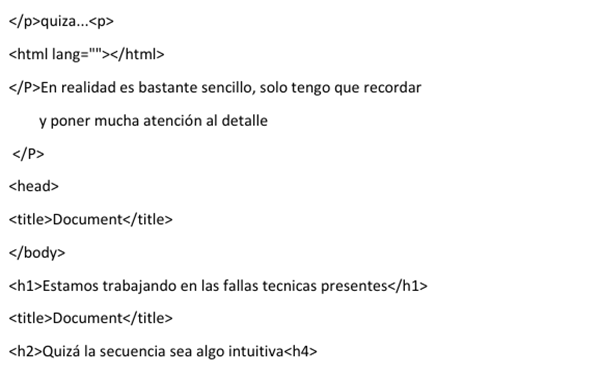 </p>quiza...<p>
<html lang=""></html>
</P>En realidad es bastante sencillo, solo tengo que recordar
y poner mucha atención al detalle
</P>
<head>
<title>Document</title>
</body>
<h1>Estamos trabajando en las fallas tecnicas presentes</h1>
<title>Document</title>
<h2>Quizá la secuencia sea algo intuitiva<h4>